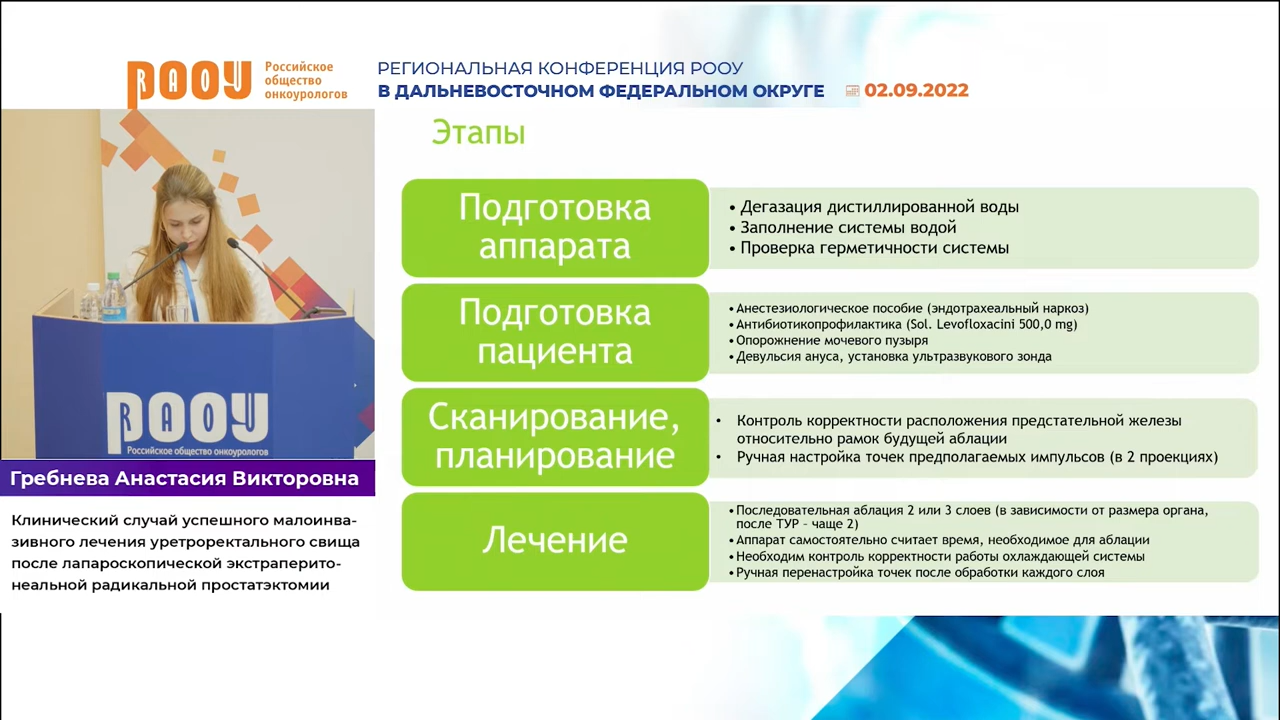 РАОУ
Российское
общество
онкоурологов
РЕГИОНАЛЬНАЯ КОНФЕРЕНЦИЯ РООУ
В ДАЛЬНЕВОСТОЧНОМ ФЕДЕРАЛЬНОМ ОКРУГЕ
02.09.2022
Этапы
Подготовка
аппарата
• Дегазация дистиллированной воды
• Заполнение системы водой
• Проверка герметичности системы
Подготовка
пациента
• Анестезиологическое пособие (эндотрахеальный наркоз)
• Антибиотикопрофилактика (Sol. Levofloxacini 500,0 mg)
• Опорожнение мочевого пузыря
• Девульсия ануса, установка ультразвукового зонда
Сканирование,
планирование
• Контроль корректности расположения предстательной железы
относительно рамок будущей аблации
• Ручная настройка точек предполагаемых импульсов (в 2 проекциях)
Лечение
• Последовательная аблация 2 или 3 слоев (в зависимости от размера органа,
после ТУР – чаще 2)
• Аппарат самостоятельно считает время, необходимое для аблации
• Необходим контроль корректности работы охлаждающей системы
• Ручная перенастройка точек после обработки каждого слоя
РООУ
Российское общество онкоурологов
Гребнева Анастасия Викторовна
Клинический случай успешного малоинва-
зивного лечения уретроректального свища
после лапароскопической экстраперито-
неальной радикальной простатэктомии